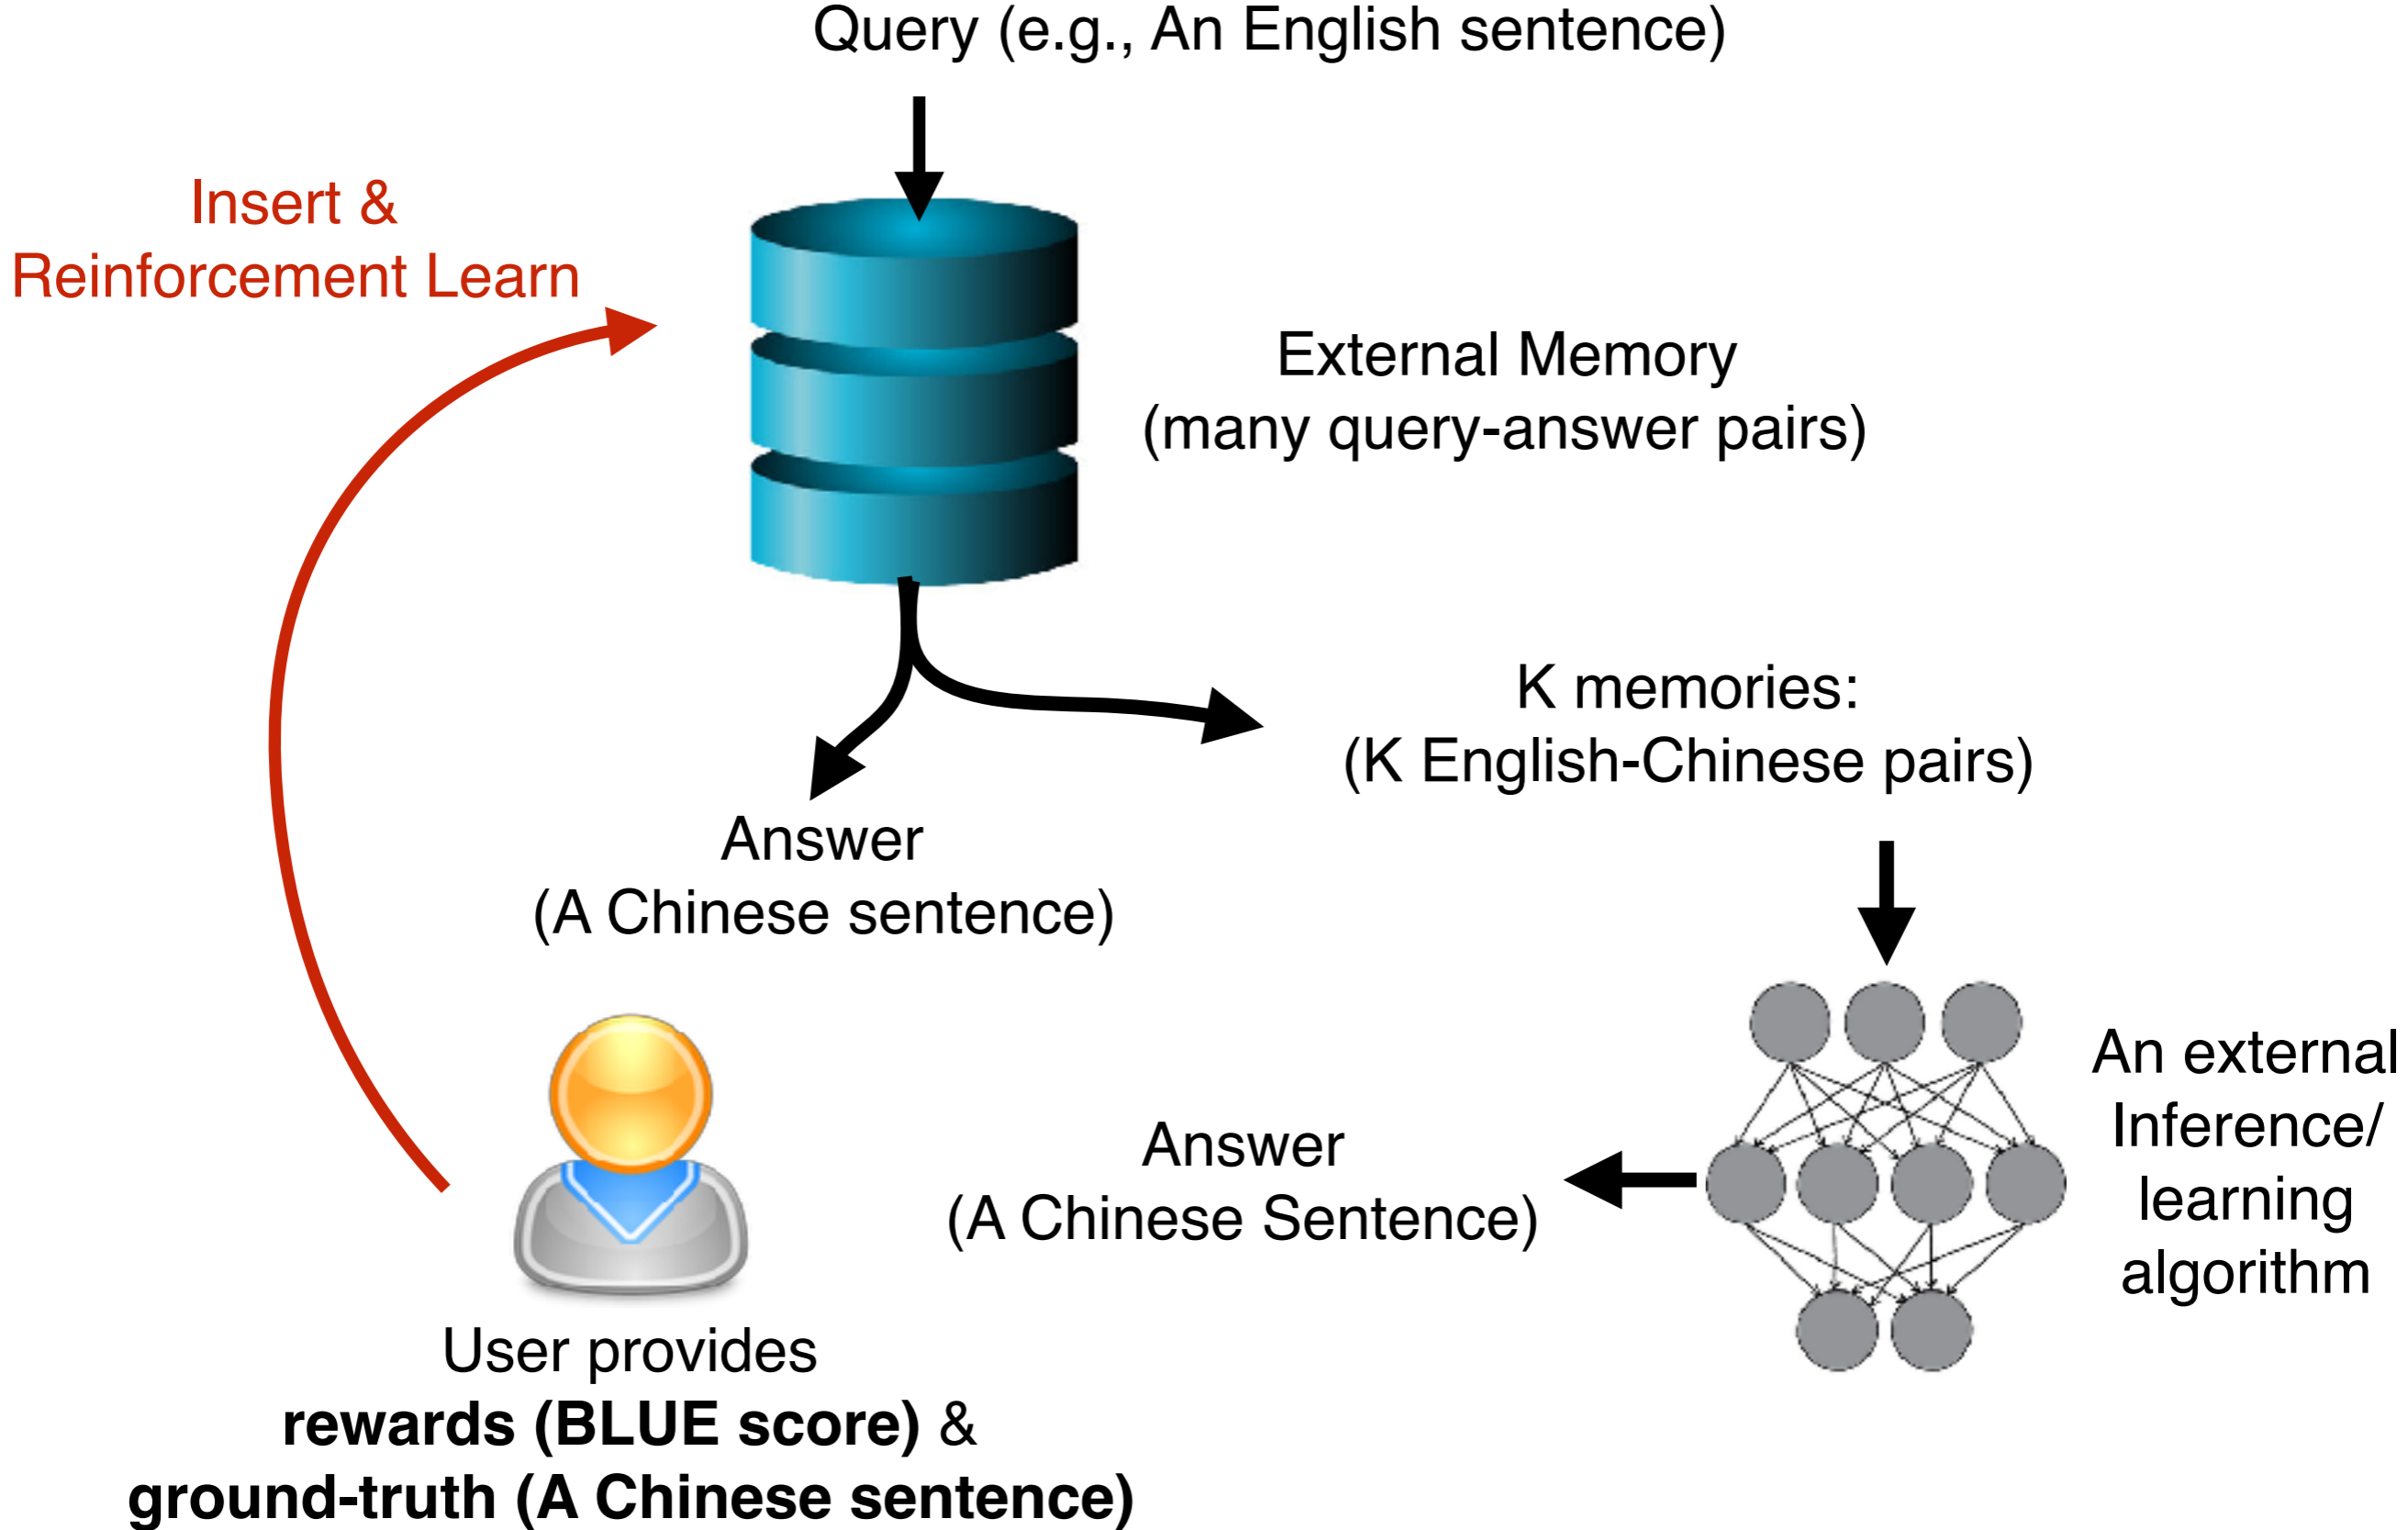 Query (e.g., An English sentence)
Insert &
Reinforcement Learn
External Memory
(many query-answer pairs)
K memories:
(K English-Chinese pairs)
Answer
(A Chinese sentence)
An external
Inference/
learning
algorithm
Answer
(A Chinese Sentence)
User provides
rewards (BLUE score) &
ground-truth (A Chinese sentence)